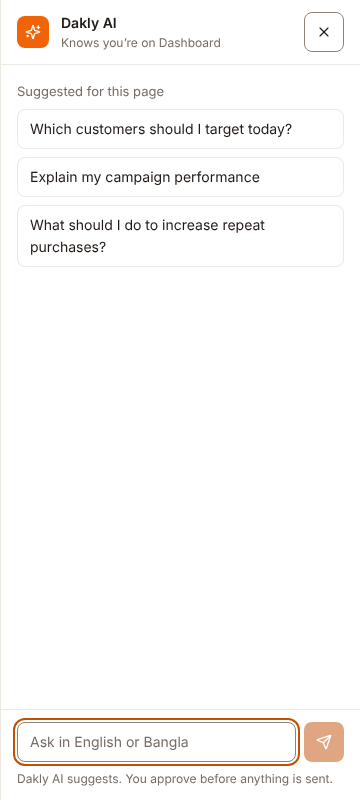 Dakly AI
Knows you're on Dashboard
Suggested for this page
Which customers should I target today?
Explain my campaign performance
What should I do to increase repeat
purchases?
Ask in English or Bangla
Dakly AI suggests. You approve before anything is sent.